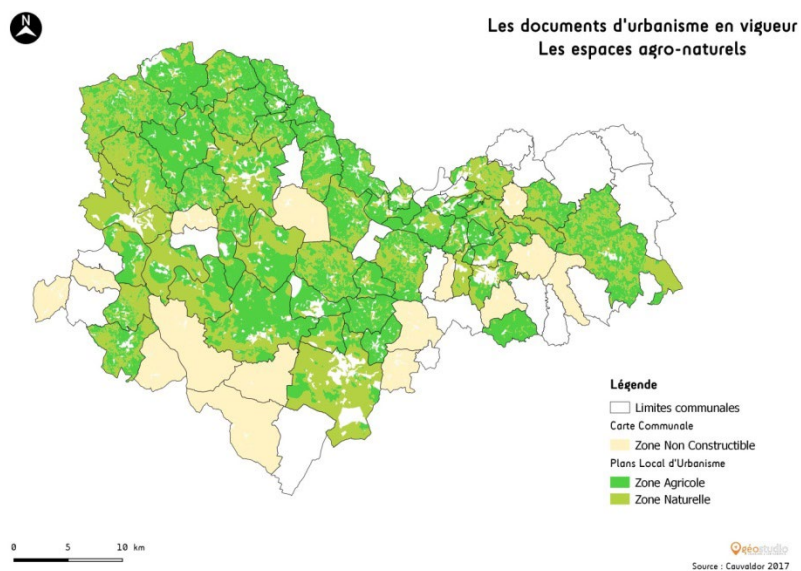 N
Les documents d'urbanisme en vigueur
Les espaces agro-naturels
Légende
Limites communales
Carte Communale
Zone Non Constructible
Plans Local d'Urbanisme
Zone Agricole
Zone Naturelle
0 5 10 km
géostudio
Source : Cauvaldor 2017